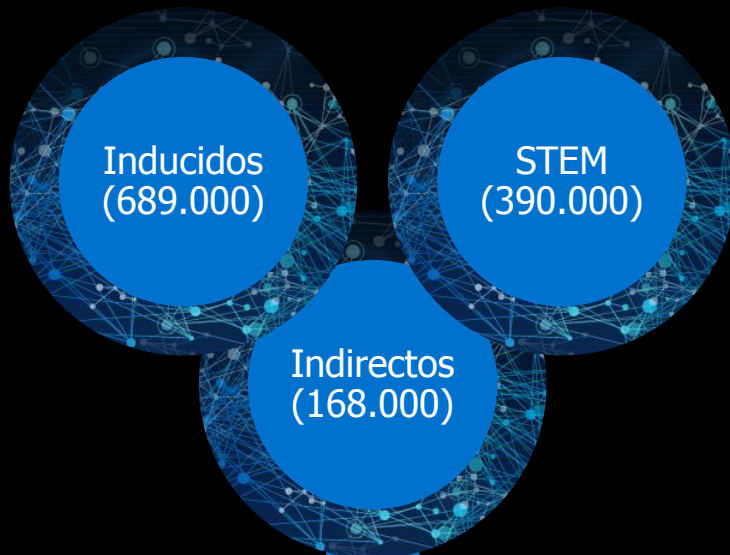 Inducidos
(689.000)
STEM
(390.000)
Indirectos
(168.000)